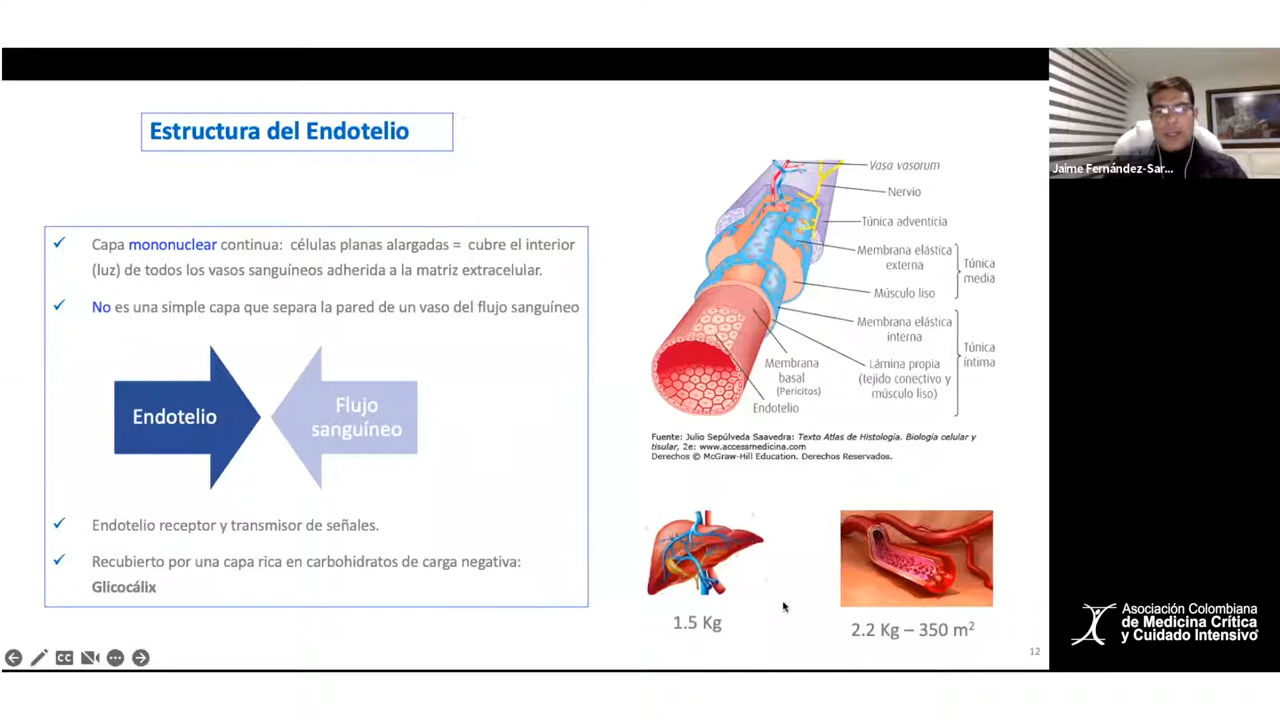 Estructura del Endotelio
Capa mononuclear continua: células planas alargadas = cubre el interior
(luz) de todos los vasos sanguíneos adherida a la matriz extracelular.
No es una simple capa que separa la pared de un vaso del flujo sanguíneo
Endotelio
Flujo
sanguíneo
Endotelio receptor y transmisor de señales.
Recubierto por una capa rica en carbohidratos de carga negativa:
Glicocálix
Vasa vasorum
Nervio
Túnica adventicia
Membrana elástica
externa
Músculo liso
Túnica
media
Membrana elástica
interna
Lámina propia
(tejido conectivo y
músculo liso)
Túnica
íntima
Membrana
basal
(Pericitos)
Endotelio
Fuente: Julio Sepúlveda Saavedra: Texto Atlas de Histología. Biología celular y
tisular, 2e: www.accessmedicina.com
Derechos © McGraw-Hill Education. Derechos Reservados.
1.5 Kg
2.2 Kg – 350 m²
12
CC
Jaime Fernández-Sar...
Asociación Colombiana
de Medicina Crítica
y Cuidado Intensivo